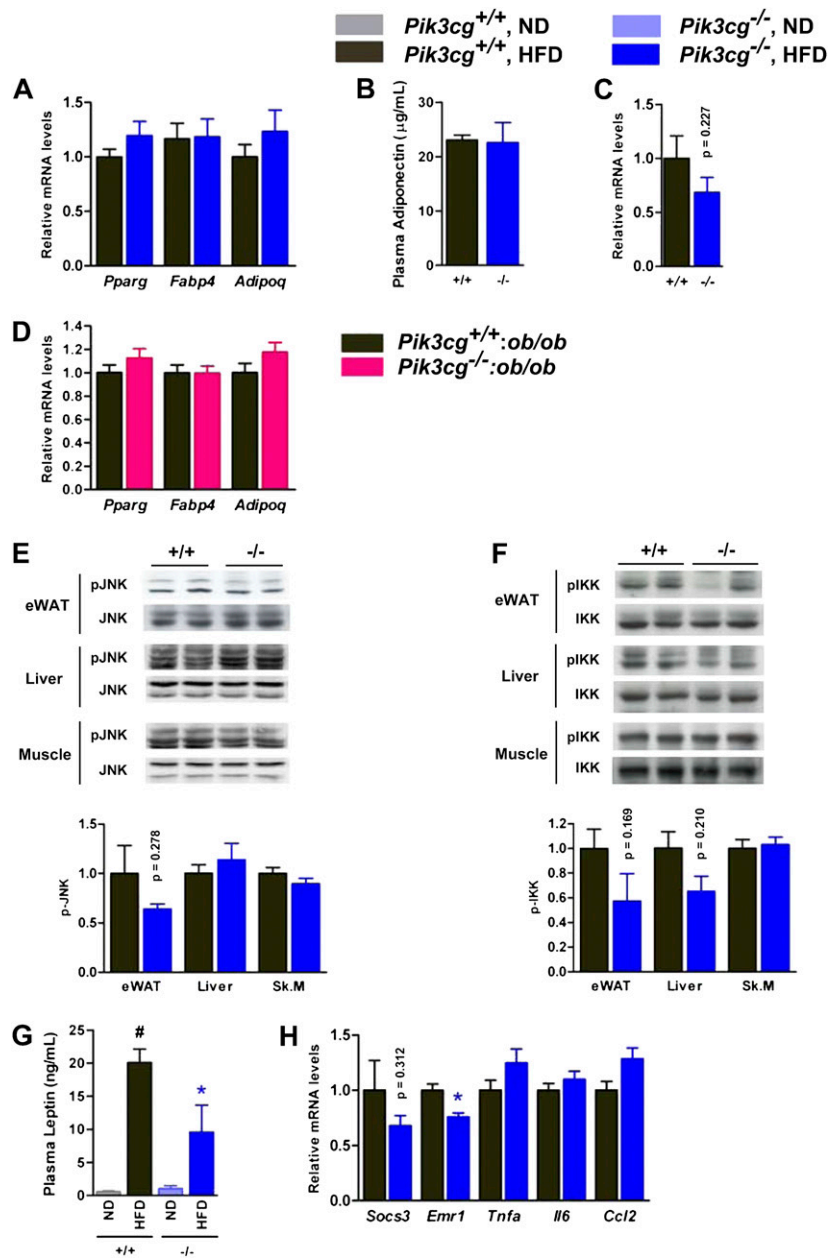 Pik3cg+/+, ND
Pik3cg-/-, ND
Pik3cg+/+, HFD
Pik3cg-/-, HFD
A
Relative mRNA levels
1.5
1.0
0.5
0.0
Pparg Fabp4 Adipoq
B
Plasma Adiponectin ( µg/mL)
30
20
10
0
+/+ -/-
C
Relative mRNA levels
1.5
1.0
0.5
0.0
p = 0.227
+/+ -/-
D
Relative mRNA levels
1.4
1.2
1.0
1.2
0.6
0.4
0.2
0.0
Pparg Fabp4 Adipoq
Pik3cg+/+:ob/ob
Pik3cg-/-:ob/ob
E
+/+ -/-
eWAT
pJNK
JNK
Liver
pJNK
JNK
Muscle
pJNK
JNK
p-JNK
1.5
1.0
0.5
0.0
p = 0.278
eWAT Liver Sk.M
F
+/+ -/-
eWAT
pIKK
IKK
Liver
pIKK
IKK
Muscle
pIKK
IKK
p-IKK
1.2
1.0
0.8
0.6
0.4
0.2
0.0
p = 0.169
p = 0.210
eWAT Liver Sk.M
G
Plasma Leptin (ng/mL)
25
20
15
10
5
0
#
*
ND HFD ND HFD
+/+ -/-
H
Relative mRNA levels
1.5
1.0
0.5
0.0
p = 0.312
*
Socs3 Emr1 Tnfa Il6 Ccl2